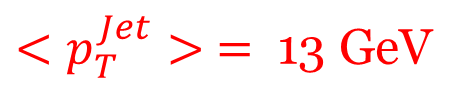 < p_T^{Jet} > = 13 GeV